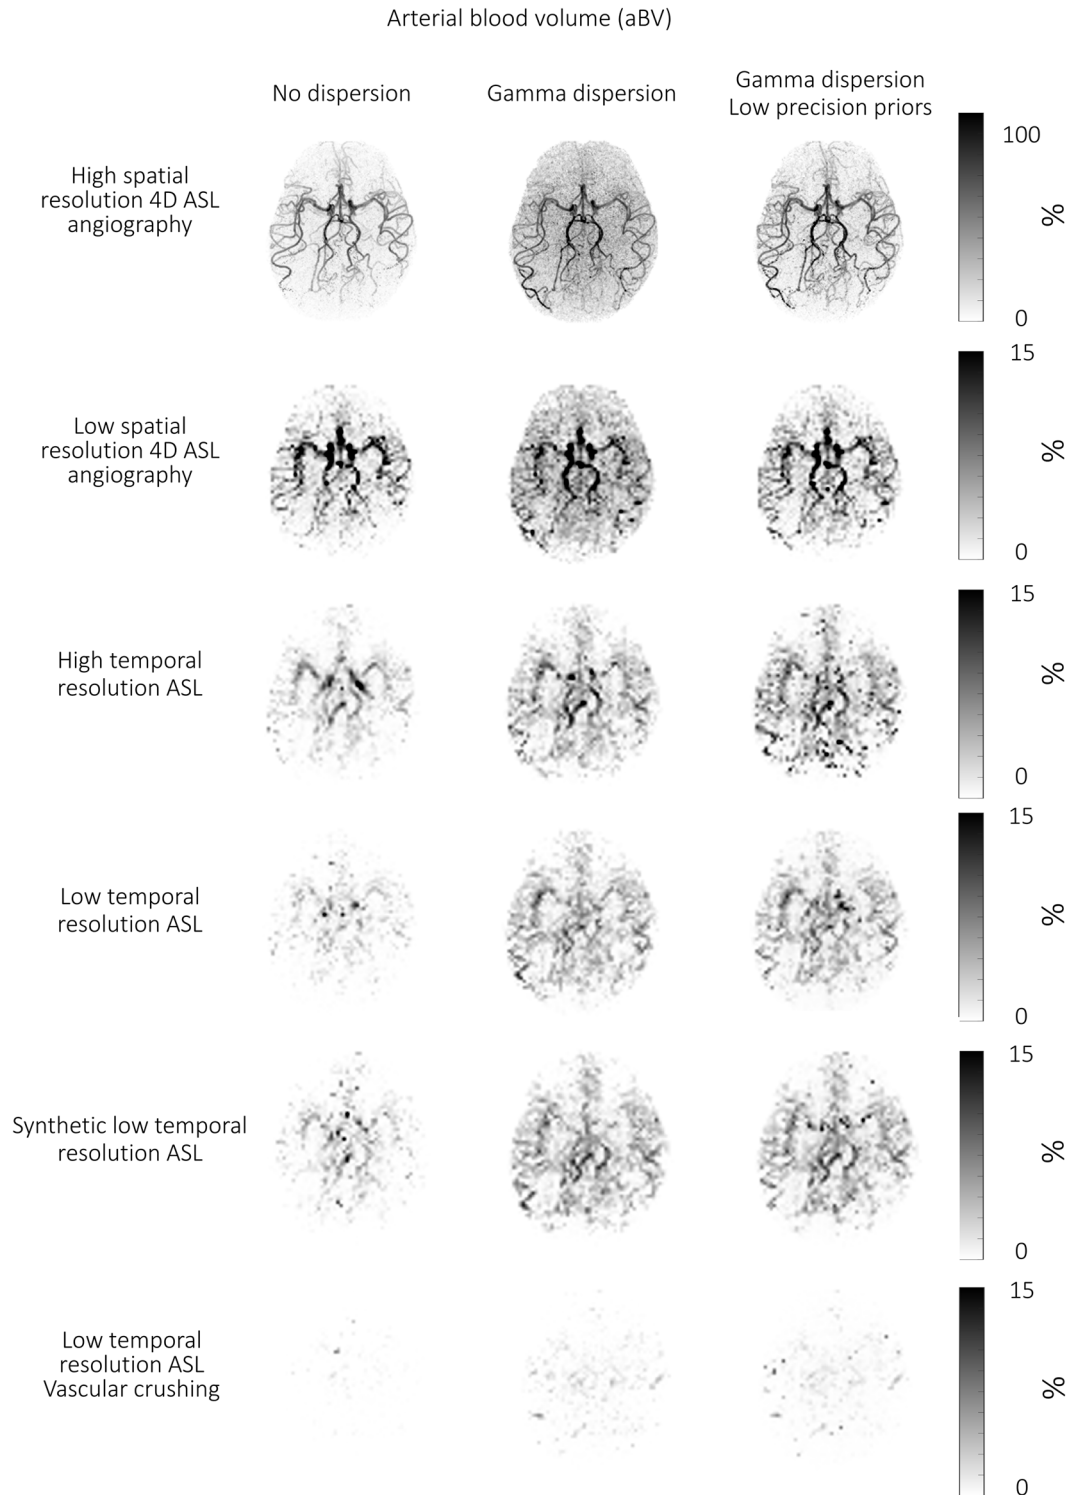 Arterial blood volume (aBV)
No dispersion
Gamma dispersion
Gamma dispersion
Low precision priors
High spatial
resolution 4D ASL
angiography
100
%
0
Low spatial
resolution 4D ASL
angiography
15
%
0
High temporal
resolution ASL
15
%
0
Low temporal
resolution ASL
15
%
0
Synthetic low temporal
resolution ASL
15
%
0
Low temporal
resolution ASL
Vascular crushing
15
%
0